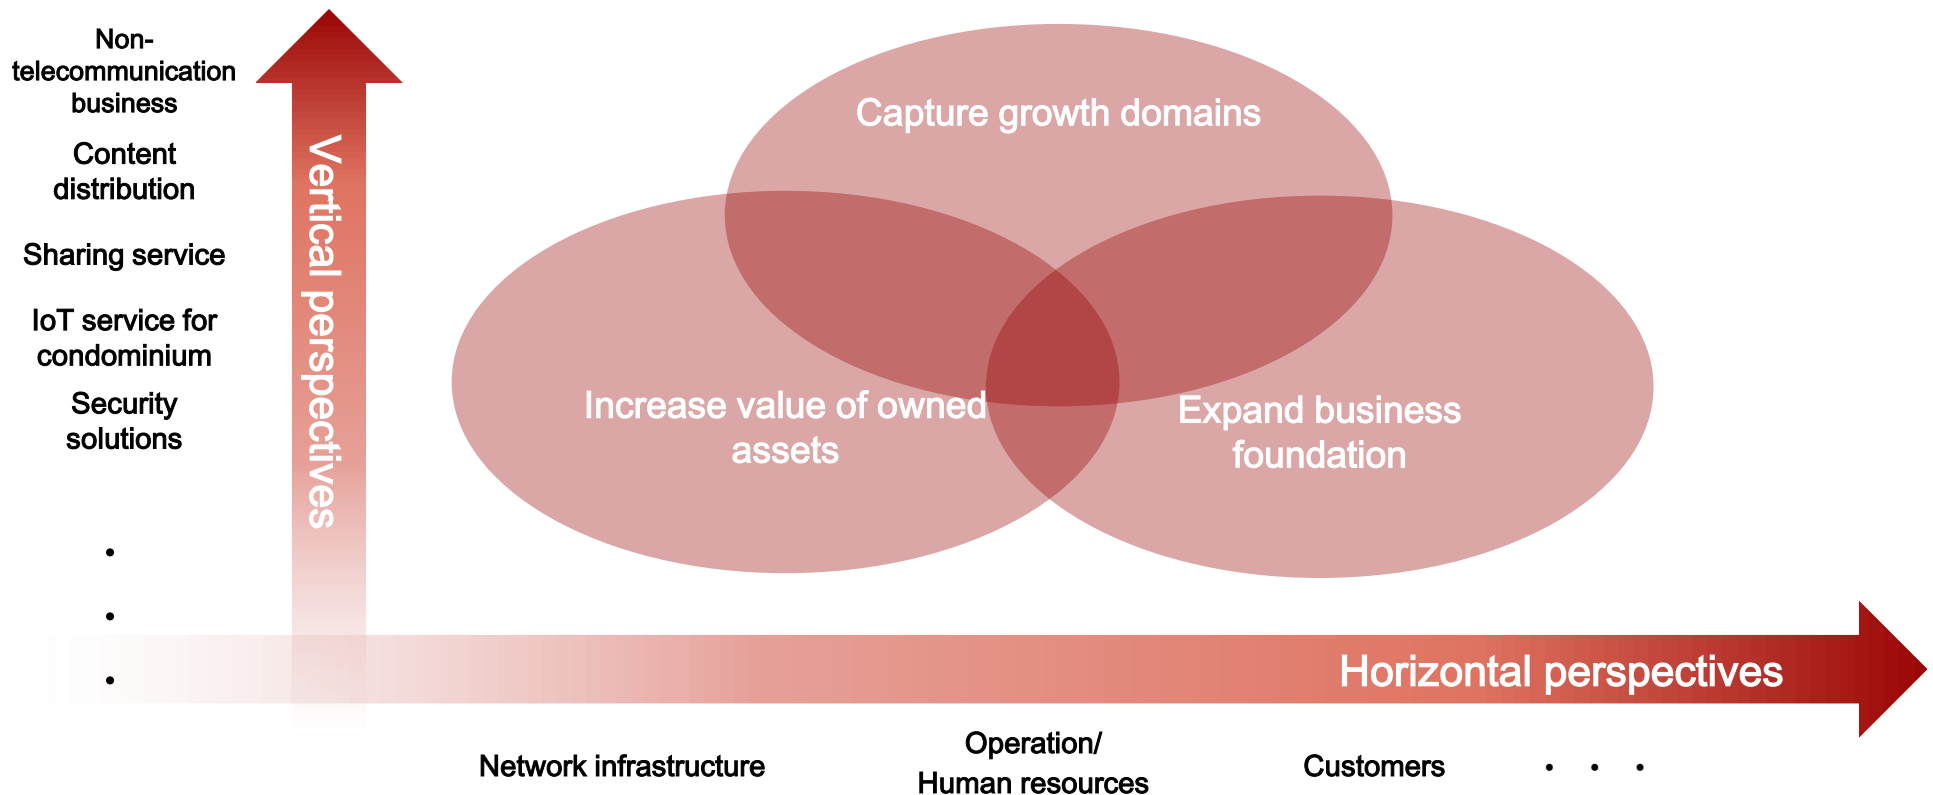 Non-
telecommunication
business
Content
distribution
Sharing service
IoT service for
condominium
Security
solutions
・
・
・
Vertical perspectives
Capture growth domains
Increase value of owned
assets
Expand business
foundation
Horizontal perspectives
Network infrastructure
Operation/
Human resources
Customers
・・・